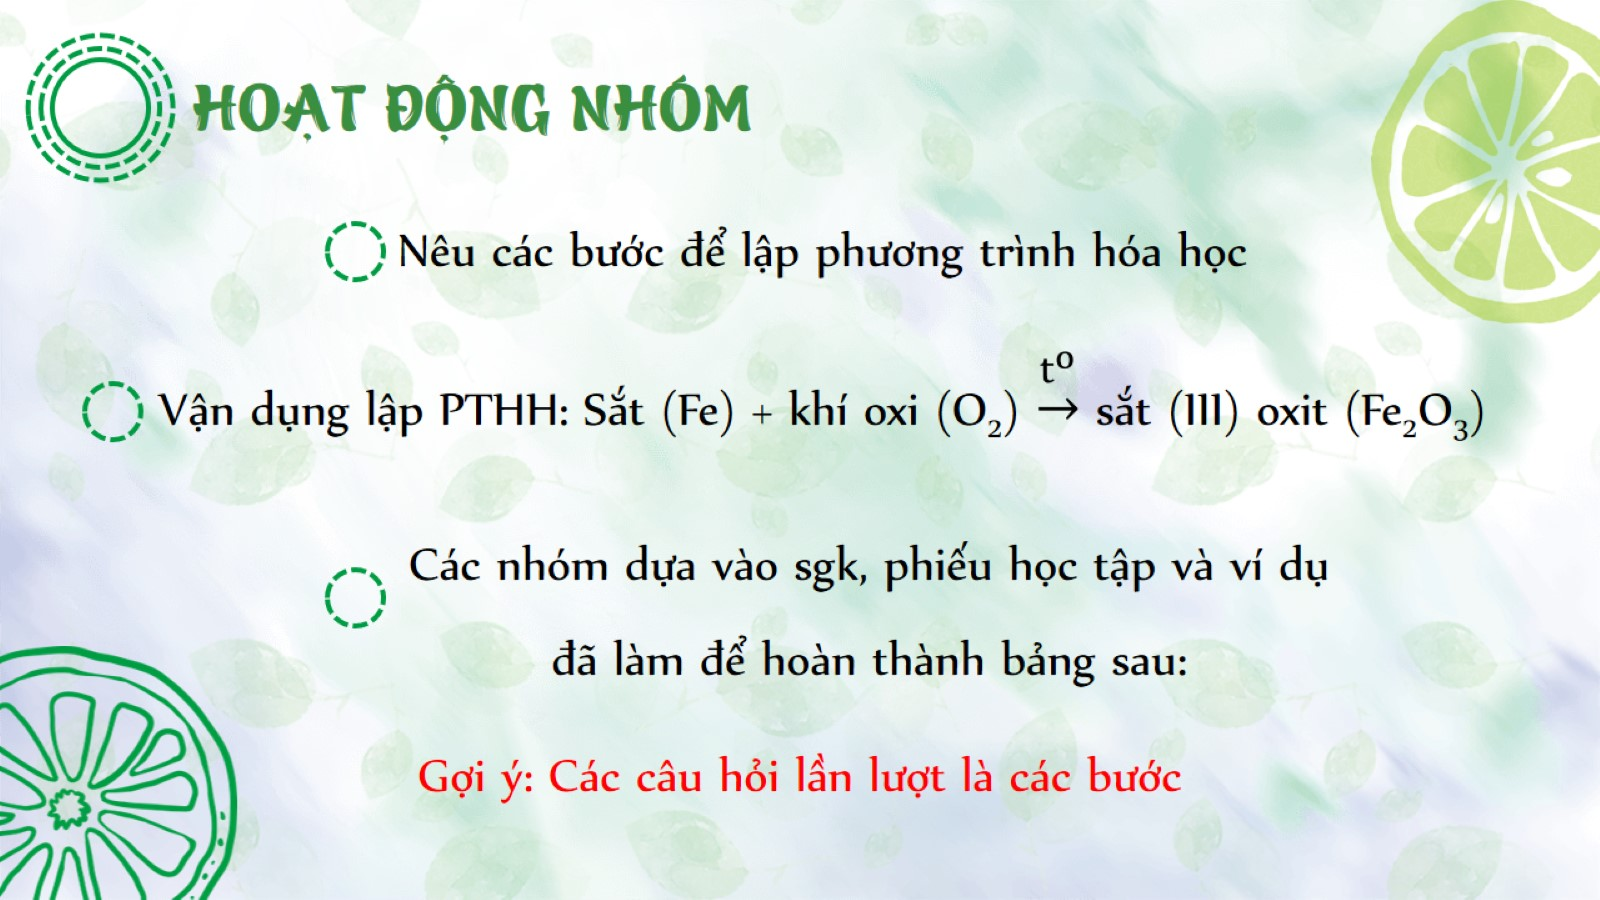 HOẠT ĐỘNG NHÓM
Nêu các bước để lập phương trình hóa học
Vận dụng lập PTHH: Sắt (Fe) + khí oxi (O₂) →^(tº) sắt (III) oxit (Fe₂O₃)
Các nhóm dựa vào sgk, phiếu học tập và ví dụ
đã làm để hoàn thành bảng sau:
Gợi ý: Các câu hỏi lần lượt là các bước